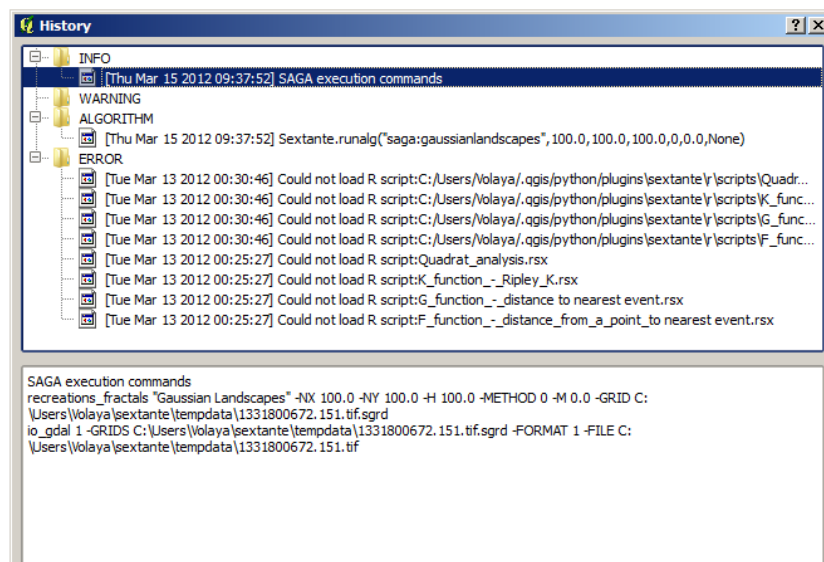 History
INFO
[Thu Mar 15 2012 09:37:52] SAGA execution commands
WARNING
ALGORITHM
[Thu Mar 15 2012 09:37:52] Sextante.runalg("saga:gaussianlandscapes",100.0,100.0,100.0,0,0.0,None)
ERROR
[Tue Mar 13 2012 00:30:46] Could not load R script:C:/Users/Volaya/.qgis/python/plugins\sextante\r\scripts\Quadr...
[Tue Mar 13 2012 00:30:46] Could not load R script:C:/Users/Volaya/.qgis/python/plugins\sextante\r\scripts\K_func...
[Tue Mar 13 2012 00:30:46] Could not load R script:C:/Users/Volaya/.qgis/python/plugins\sextante\r\scripts\G_func...
[Tue Mar 13 2012 00:30:46] Could not load R script:C:/Users/Volaya/.qgis/python/plugins\sextante\r\scripts\F_func...
[Tue Mar 13 2012 00:25:27] Could not load R script:Quadrat_analysis.rsx
[Tue Mar 13 2012 00:25:27] Could not load R script:K_function_-_Ripley_K.rsx
[Tue Mar 13 2012 00:25:27] Could not load R script:G_function_-_distance to nearest event.rsx
[Tue Mar 13 2012 00:25:27] Could not load R script:F_function_-_distance_from_a_point_to nearest event.rsx
SAGA execution commands
recreations_fractals "Gaussian Landscapes" -NX 100.0 -NY 100.0 -H 100.0 -METHOD 0 -M 0.0 -GRID C:
\Users\Volaya\sextante\tempdata\1331800672.151.tif.sgrd
io_gdal 1 -GRIDS C:\Users\Volaya\sextante\tempdata\1331800672.151.tif.sgrd -FORMAT 1 -FILE C:
\Users\Volaya\sextante\tempdata\1331800672.151.tif